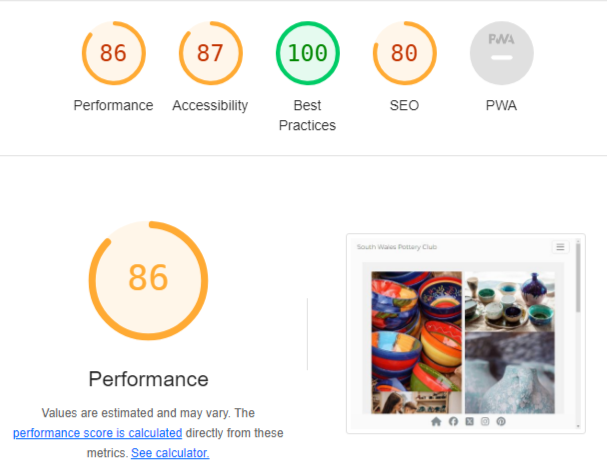 86
87
100
80
PWA
Performance
Accessibility
Best
Practices
SEO
PWA
86
South Wales Pottery Club
Performance
Values are estimated and may vary. The
performance score is calculated directly from these
metrics. See calculator.